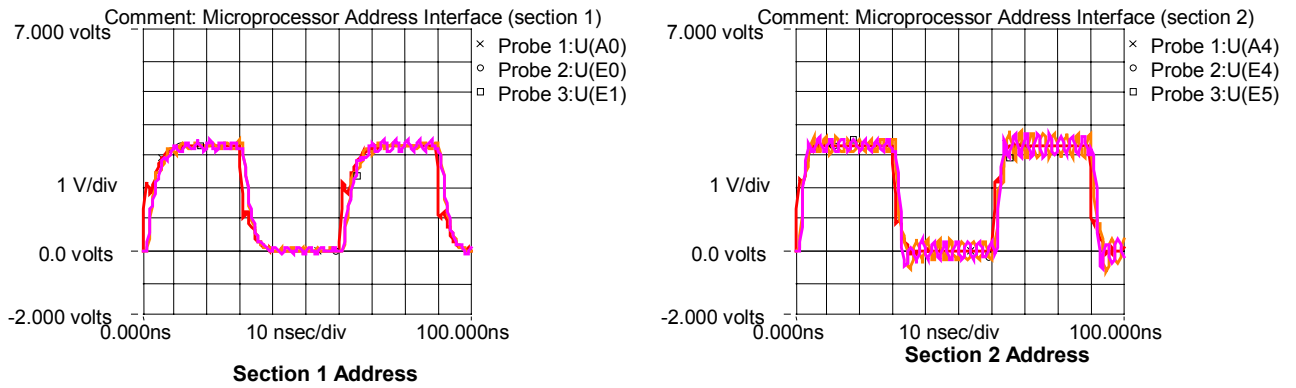 Comment: Microprocessor Address Interface (section 1)
7.000 volts
× Probe 1:U(A0)
○ Probe 2:U(E0)
□ Probe 3:U(E1)
1 V/div
0.0 volts
-2.000 volts
0.000ns 10 nsec/div 100.000ns
Section 1 Address
Comment: Microprocessor Address Interface (section 2)
7.000 volts
× Probe 1:U(A4)
○ Probe 2:U(E4)
□ Probe 3:U(E5)
1 V/div
0.0 volts
-2.000 volts
0.000ns 10 nsec/div 100.000ns
Section 2 Address